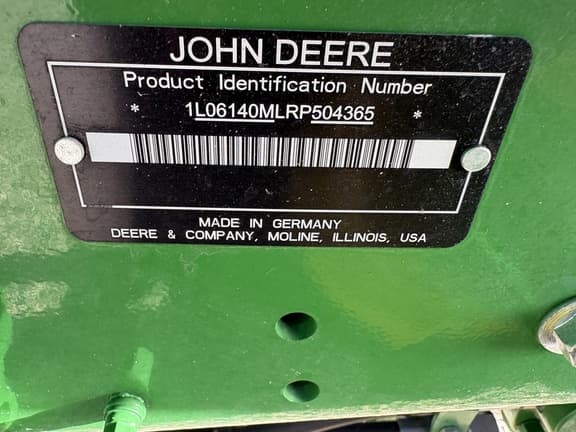 JOHN DEERE
Product Identification Number
* 1L06140MLRP504365 *
MADE IN GERMANY
DEERE & COMPANY, MOLINE, ILLINOIS, USA